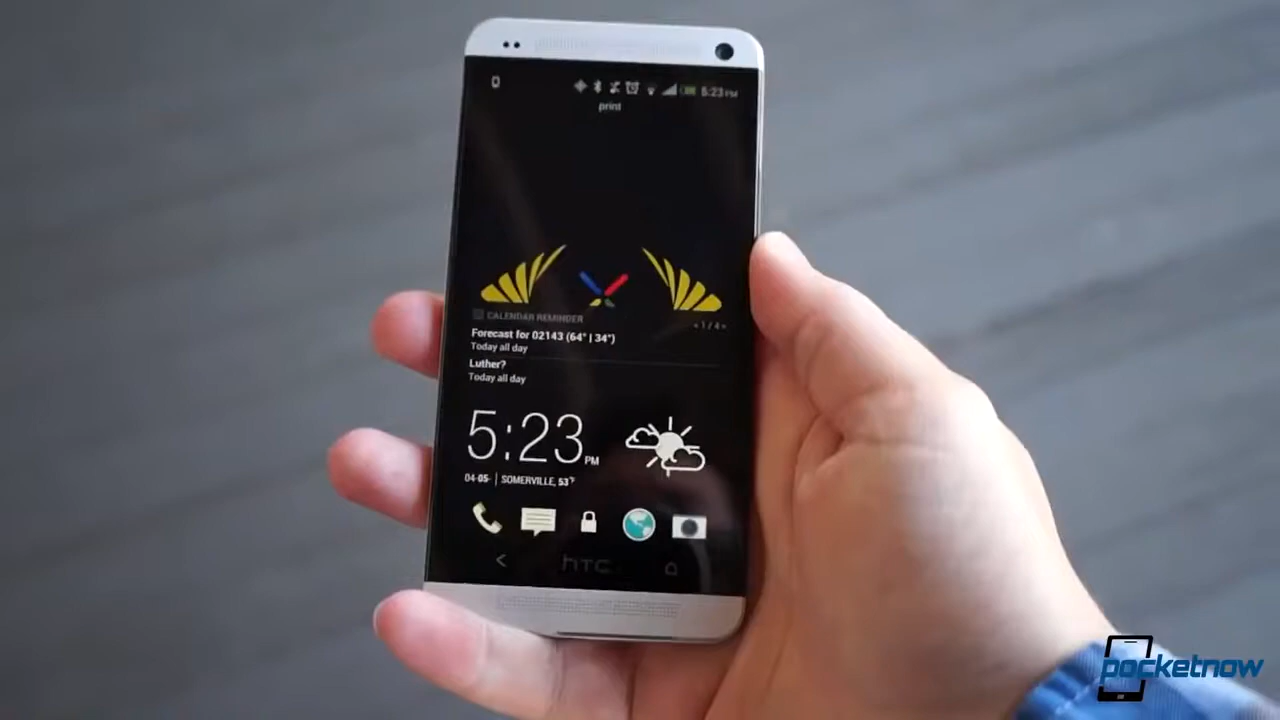 5:23 PM
print
CALENDAR REMINDER
< 1 / 4 >
Forecast for 02143 (64° | 34°)
Today all day
Luther?
Today all day
5:23 PM
04-05- | SOMERVILLE, 53°
hTC
pocketnow